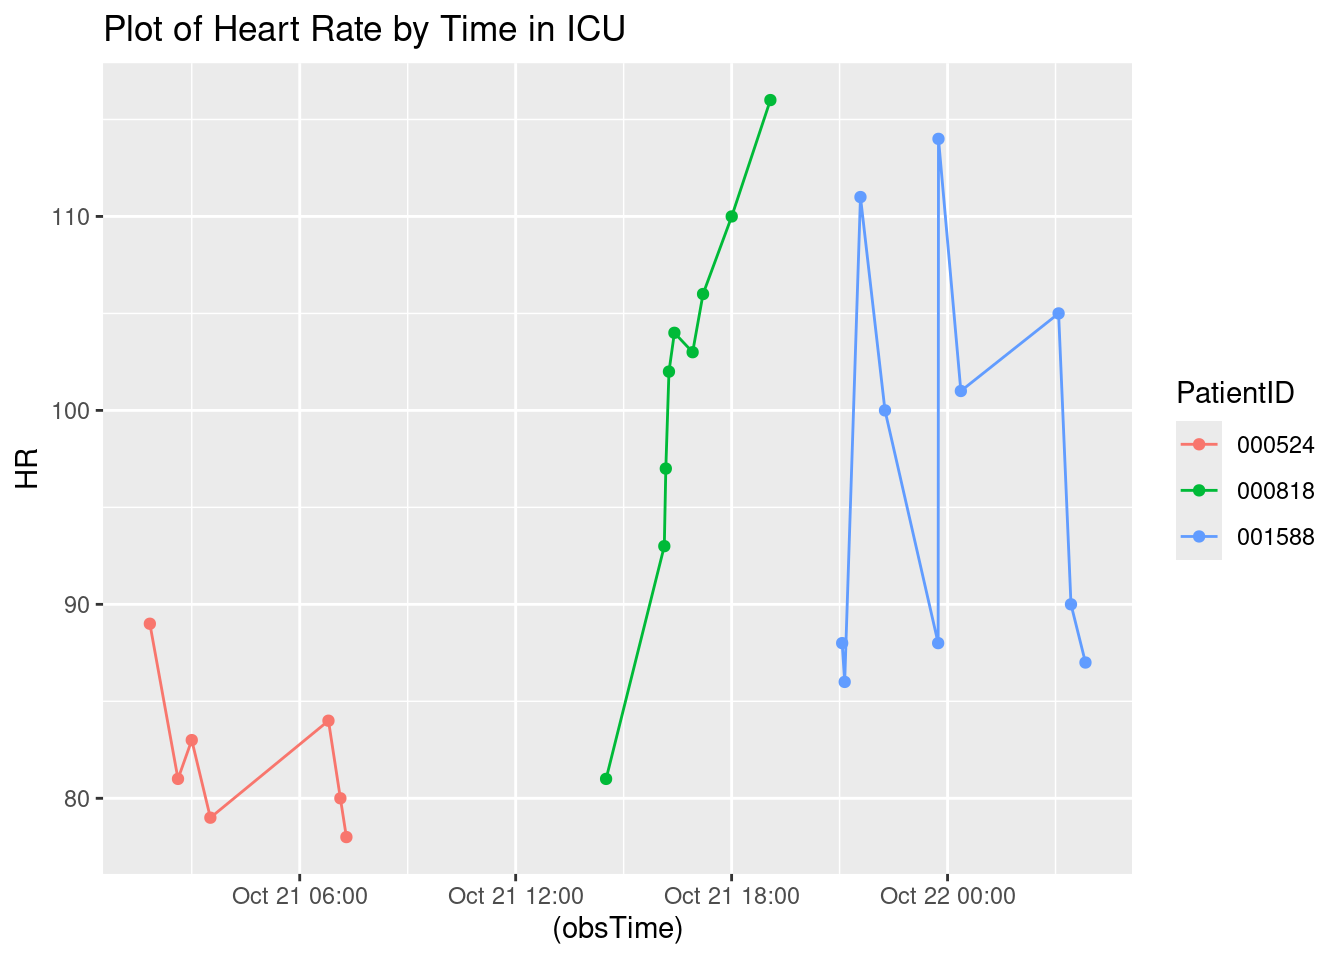 Plot of Heart Rate by Time in ICU
HR
110
100
90
80
Oct 21 06:00 Oct 21 12:00 Oct 21 18:00 Oct 22 00:00
(obsTime)
PatientID
000524
000818
001588